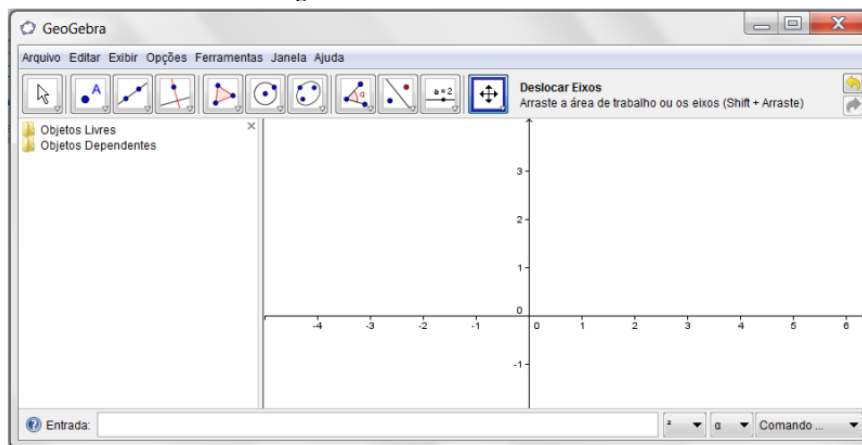 GeoGebra
Arquivo Editar Exibir Opções Ferramentas Janela Ajuda
A
α
a=2
Deslocar Eixos
Arraste a área de trabalho ou os eixos (Shift + Arraste)
Objetos Livres
Objetos Dependentes
3
2
1
0
-4 -3 -2 -1 0 1 2 3 4 5 6
-1
Entrada:
² α Comando ...